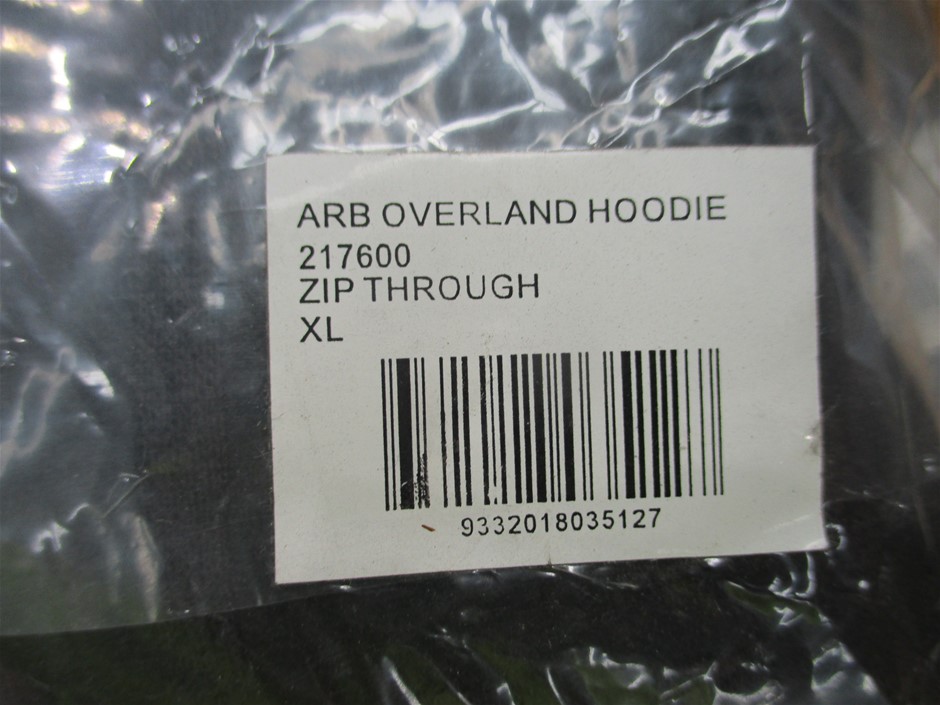 ARB OVERLAND HOODIE
217600
ZIP THROUGH
XL
9332018035127